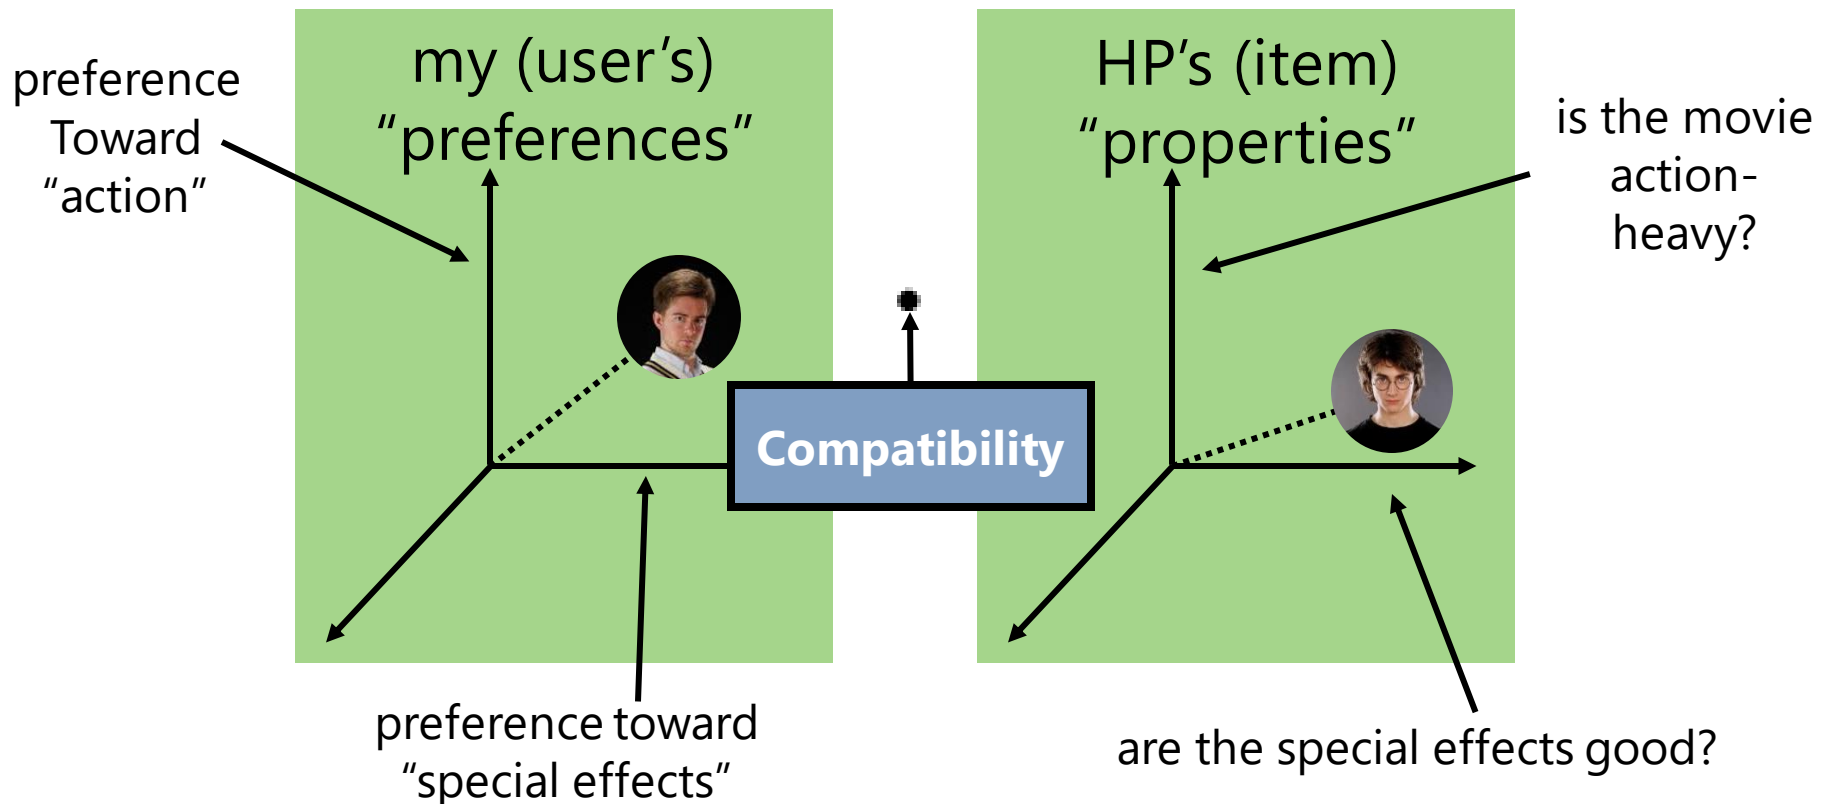 preference
Toward
“action”
my (user’s)
“preferences”
HP’s (item)
“properties”
is the movie
action-
heavy?
Compatibility
preference toward
“special effects”
are the special effects good?